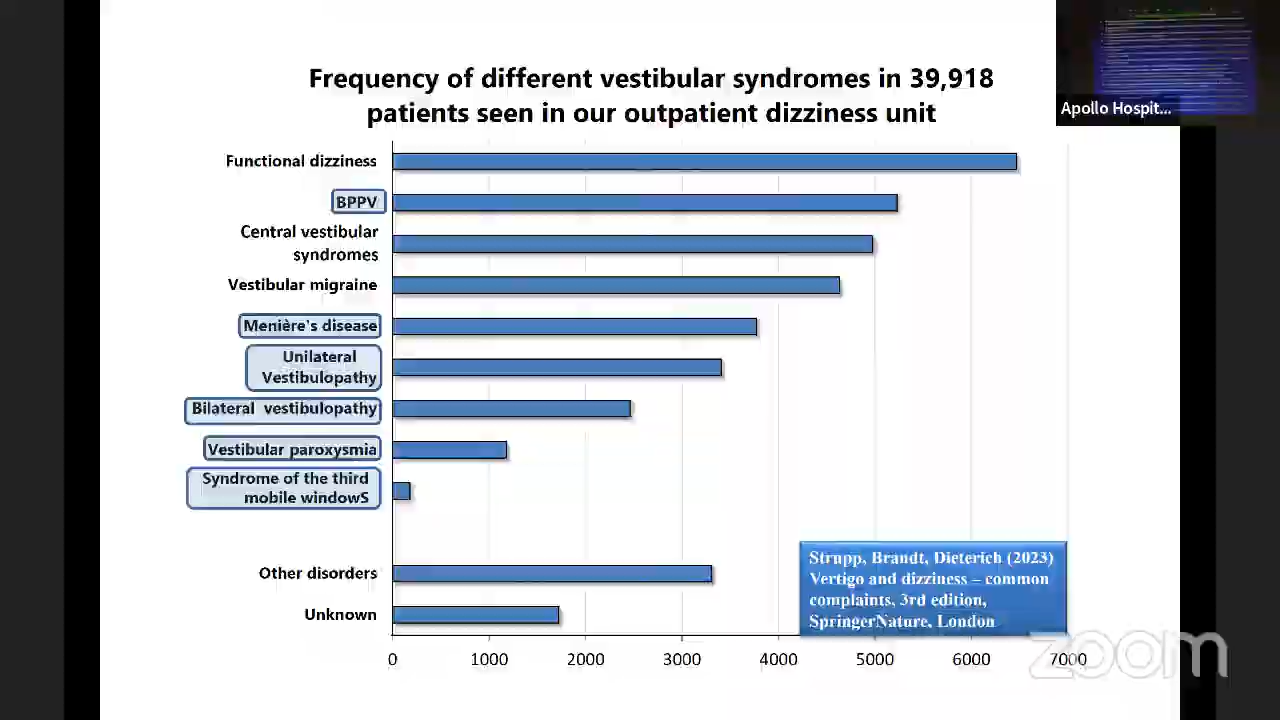 Frequency of different vestibular syndromes in 39,918
patients seen in our outpatient dizziness unit
Apollo Hospit...
Functional dizziness
BPPV
Central vestibular
syndromes
Vestibular migraine
Menière's disease
Unilateral
Vestibulopathy
Bilateral vestibulopathy
Vestibular paroxysmia
Syndrome of the third
mobile windowS
Other disorders
Unknown
0 1000 2000 3000 4000 5000 6000 7000
Strupp, Brandt, Dieterich (2023)
Vertigo and dizziness – common
complaints, 3rd edition,
SpringerNature, London
zoom